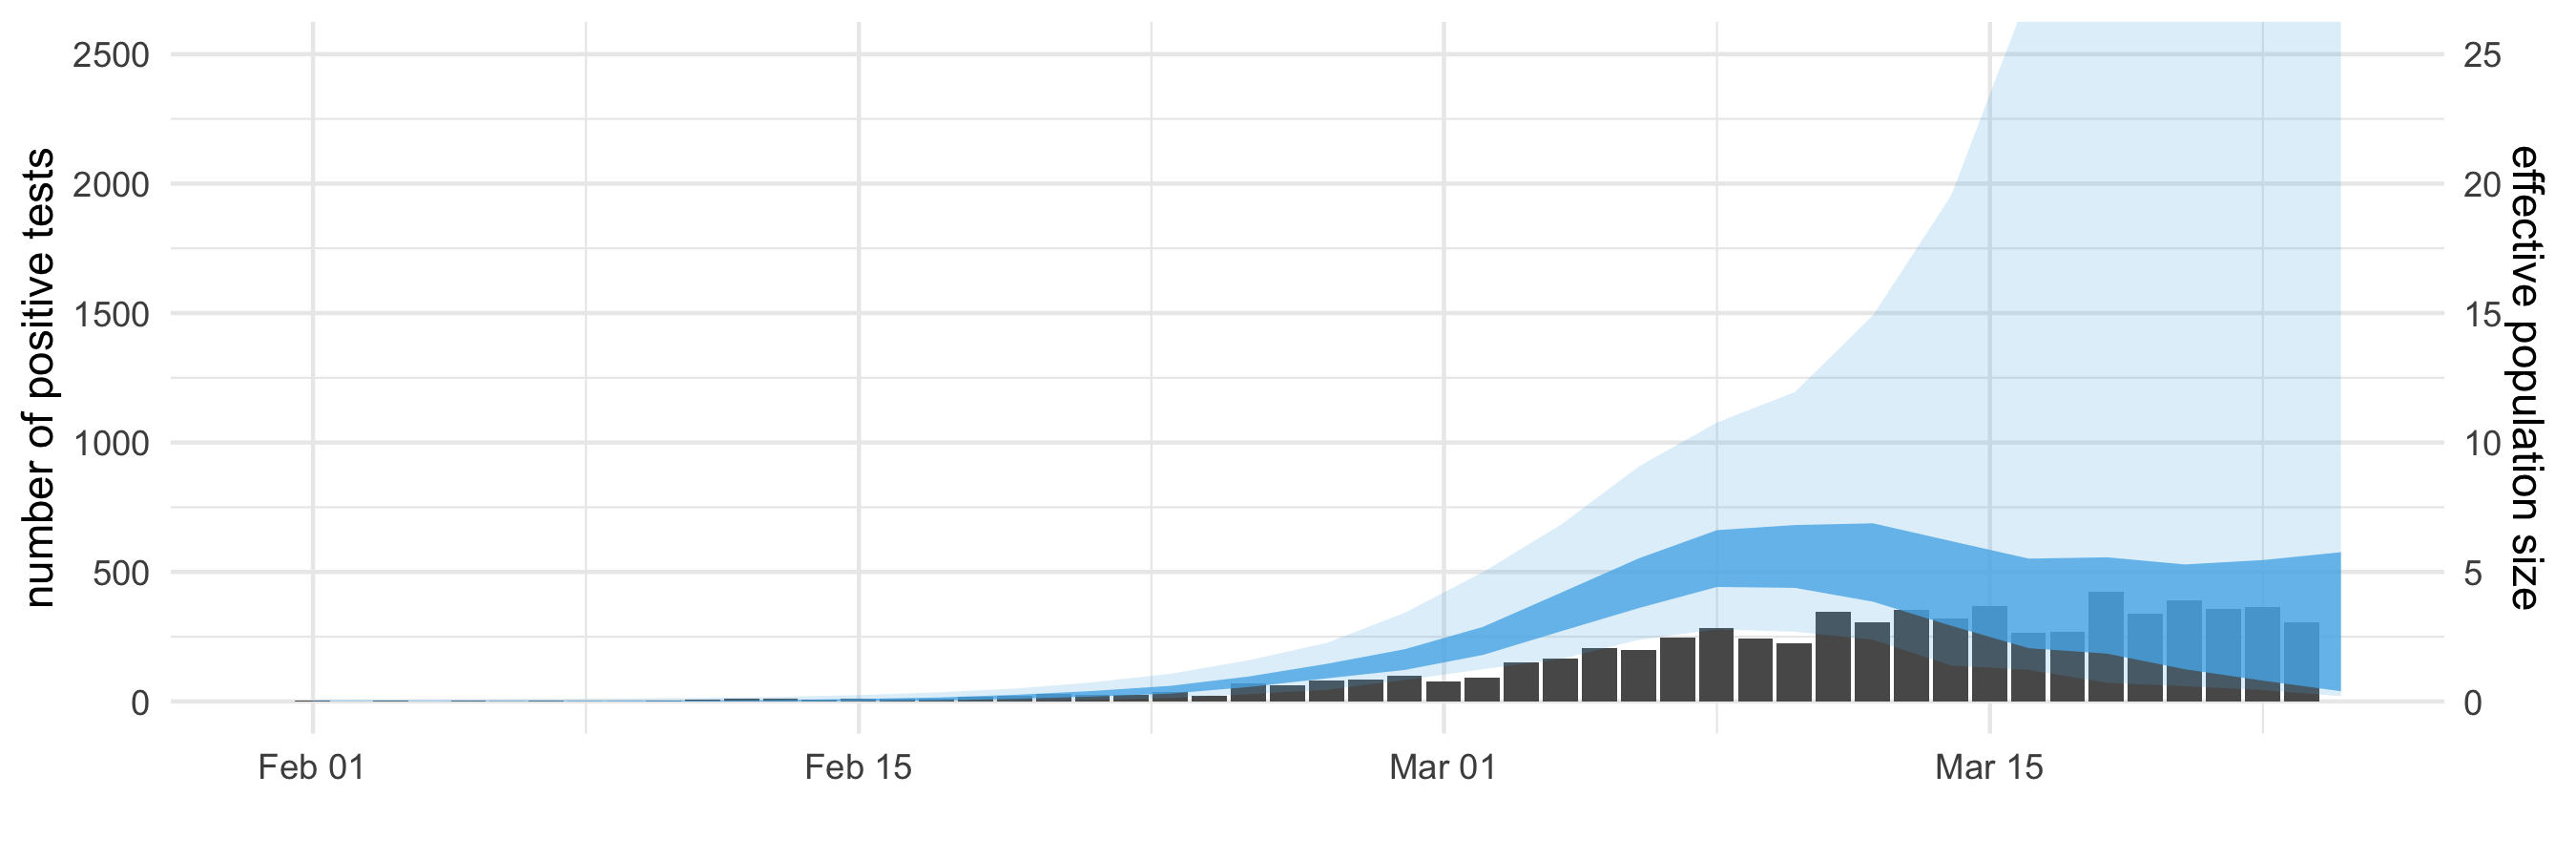 number of positive tests
2500
2000
1500
1000
500
0
25
20
15
10
5
0
effective population size
Feb 01
Feb 15
Mar 01
Mar 15